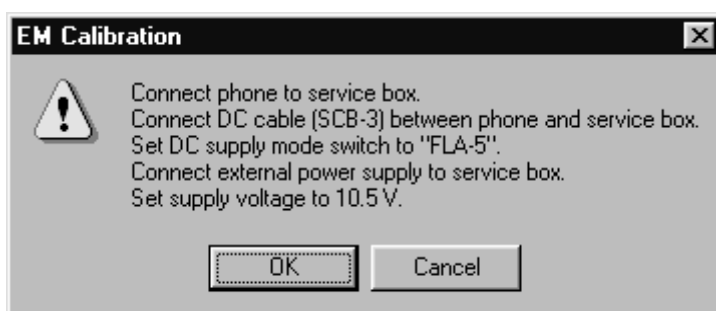 EM Calibration
Connect phone to service box.
Connect DC cable (SCB-3) between phone and service box.
Set DC supply mode switch to "FLA-5".
Connect external power supply to service box.
Set supply voltage to 10.5 V.
OK Cancel